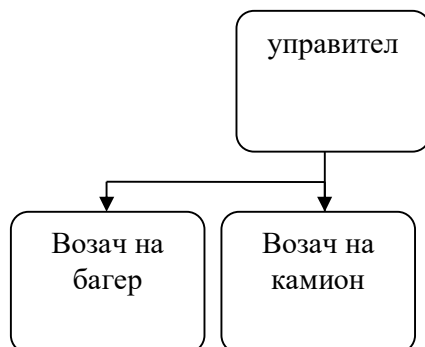 управител
Возач на
багер
Возач на
камион